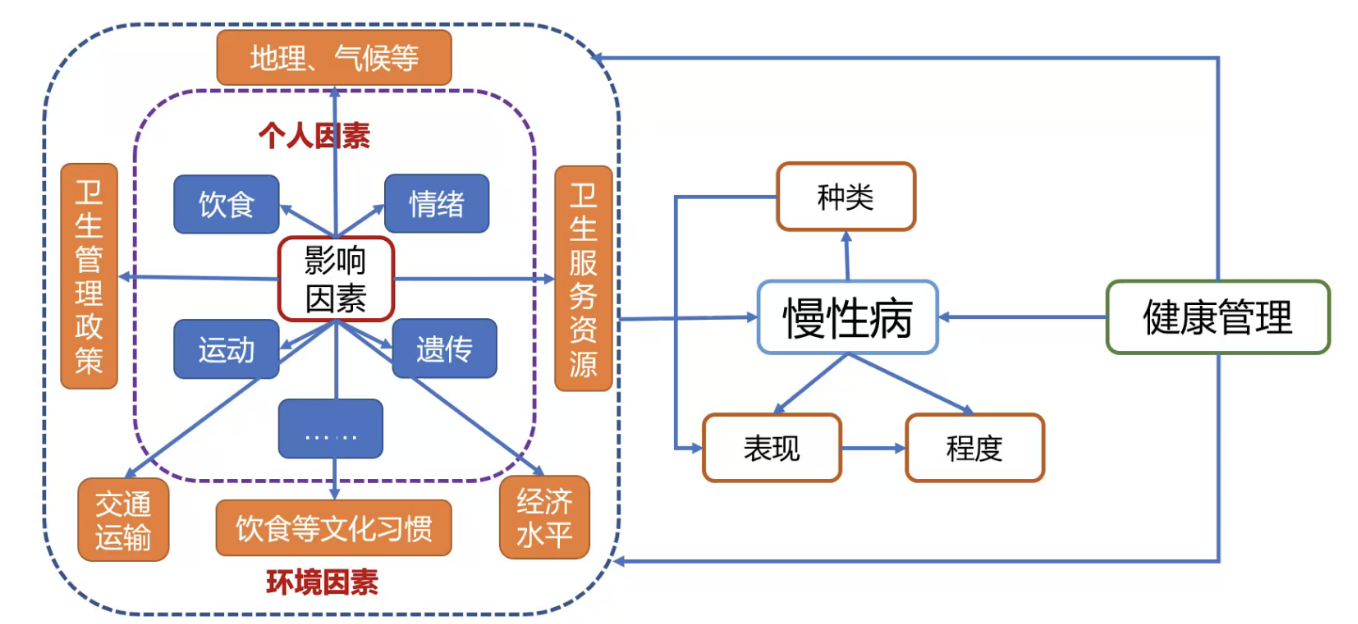 地理、气候等
个人因素
饮食
情绪
卫生管理政策
影响
因素
卫生服务资源
运动
遗传
……
交通
运输
饮食等文化习惯
经济
水平
环境因素
种类
慢性病
健康管理
表现
程度